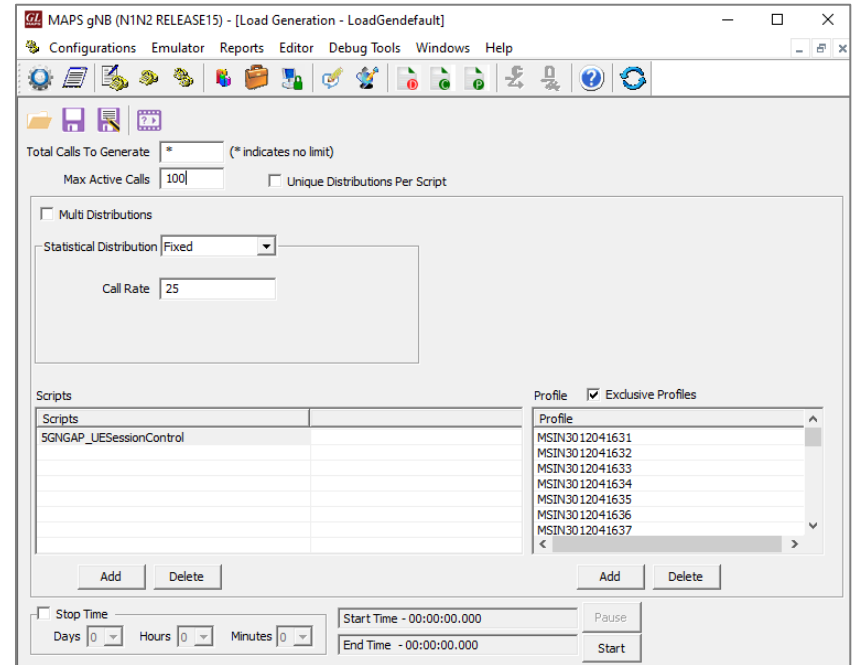 GL MAPS MAPS gNB (N1N2 RELEASE15) - [Load Generation - LoadGendefault]
Configurations Emulator Reports Editor Debug Tools Windows Help
D C P
Total Calls To Generate * (* indicates no limit)
Max Active Calls 100 Unique Distributions Per Script
Multi Distributions
Statistical Distribution Fixed
Call Rate 25
Scripts Profile Exclusive Profiles
Scripts Profile
5GNGAP_UESessionControl MSIN3012041631
MSIN3012041632
MSIN3012041633
MSIN3012041634
MSIN3012041635
MSIN3012041636
MSIN3012041637
Add Delete Add Delete
Stop Time Start Time - 00:00:00.000 Pause
Days 0 Hours 0 Minutes 0 End Time - 00:00:00.000 Start